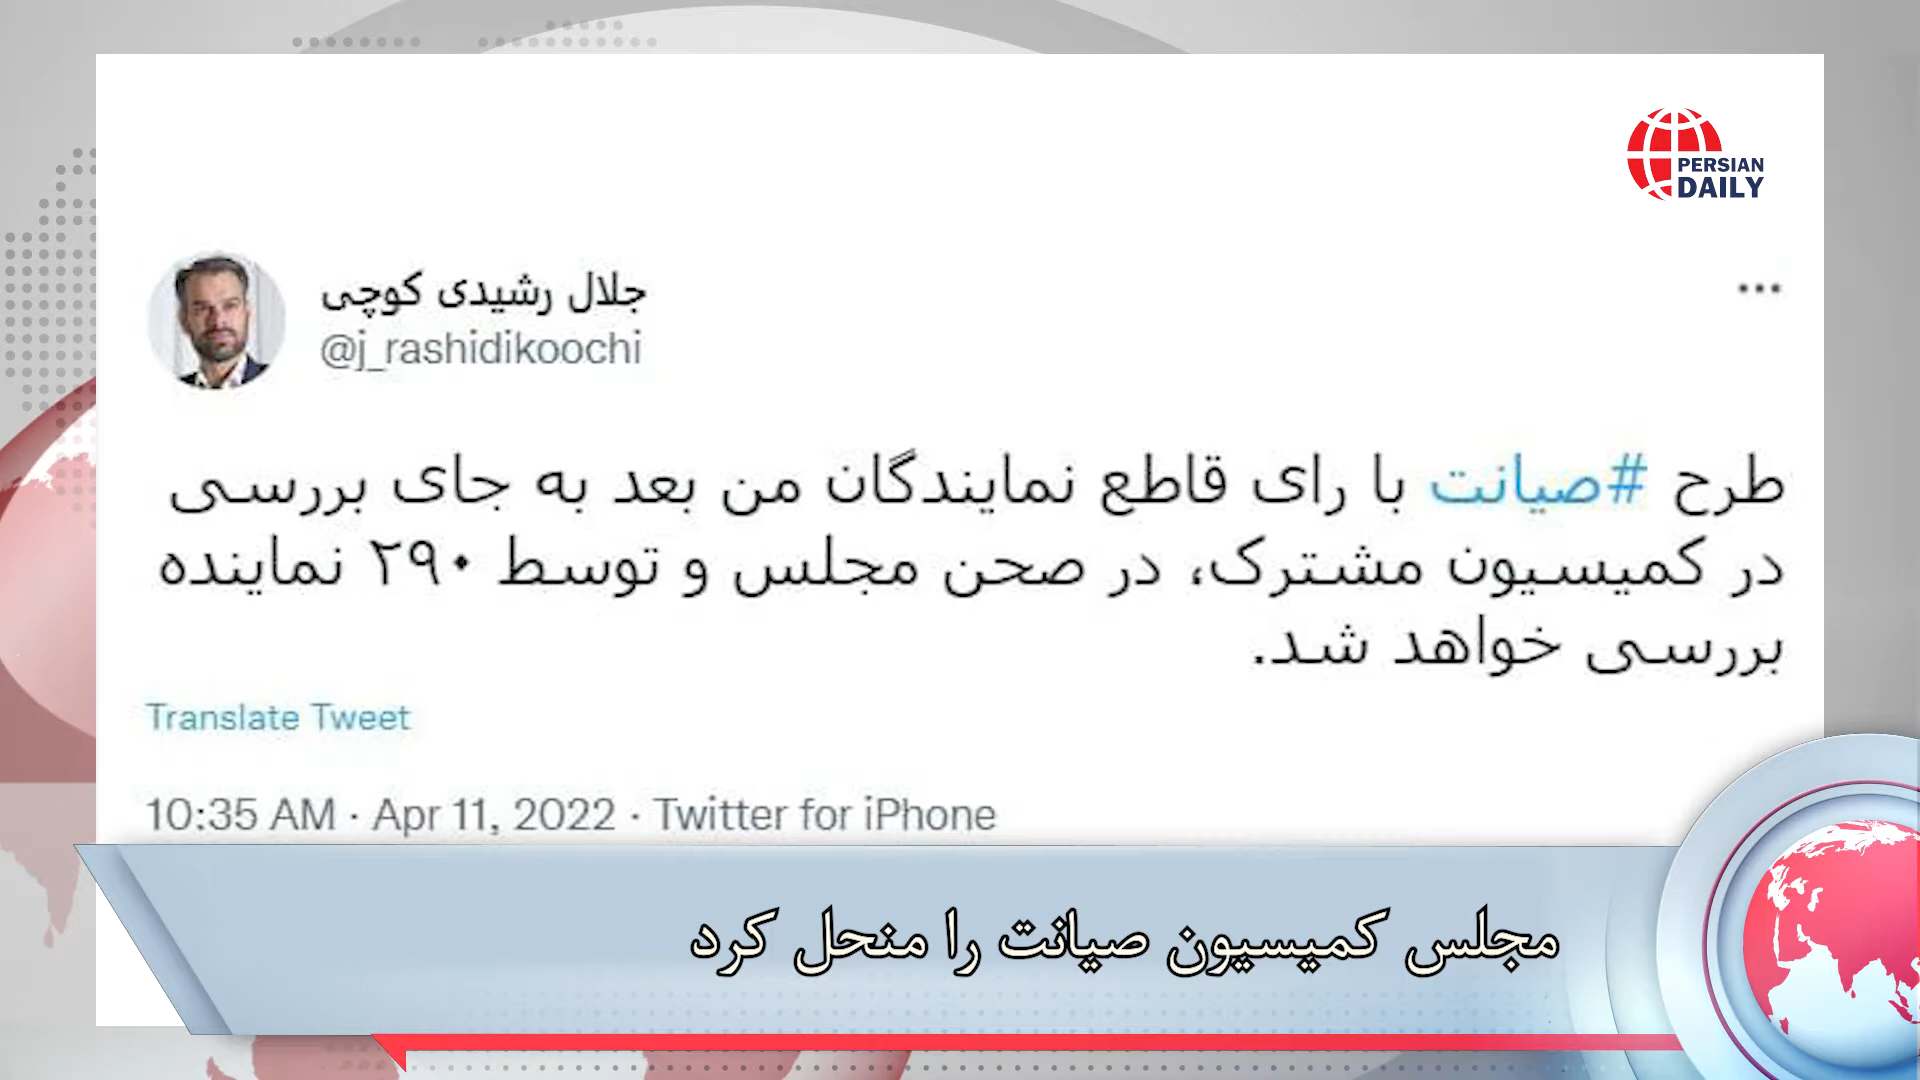 PERSIAN
DAILY
جلال رشیدی کوچی
@j_rashidikoochi
طرح #صیانت با رای قاطع نمایندگان من بعد به جای بررسی
در کمیسیون مشترک، در صحن مجلس و توسط ۲۹۰ نماینده
بررسی خواهد شد.
Translate Tweet
10:35 AM · Apr 11, 2022 · Twitter for iPhone
مجلس کمیسیون صیانت را منحل کرد